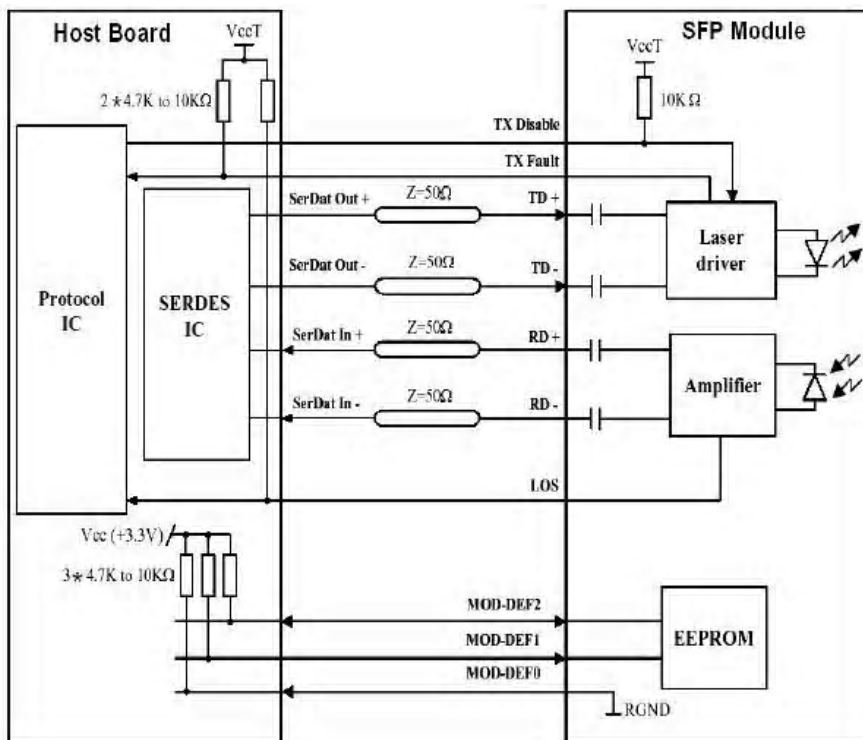 Host Board
SFP Module
VccT
VccT
2*4.7K to 10KΩ
10K Ω
TX Disable
TX Fault
SerDat Out +
Z=50Ω
TD +
Laser driver
SerDat Out -
Z=50Ω
TD -
Protocol IC
SERDES IC
SerDat In +
Z=50Ω
RD +
Amplifier
SerDat In -
Z=50Ω
RD -
LOS
Vcc (+3.3V)
3*4.7K to 10KΩ
MOD-DEF2
MOD-DEF1
EEPROM
MOD-DEF0
RGND